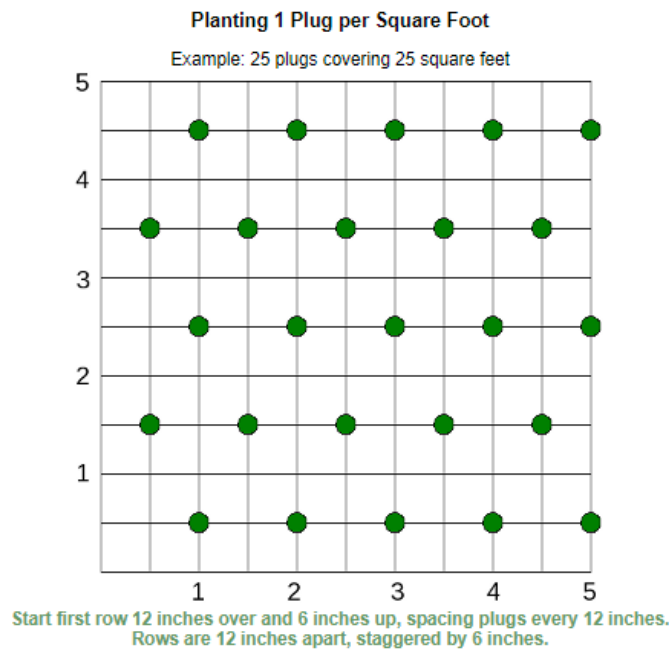 Planting 1 Plug per Square Foot
Example: 25 plugs covering 25 square feet
5
4
3
2
1
1 2 3 4 5
Start first row 12 inches over and 6 inches up, spacing plugs every 12 inches.
Rows are 12 inches apart, staggered by 6 inches.